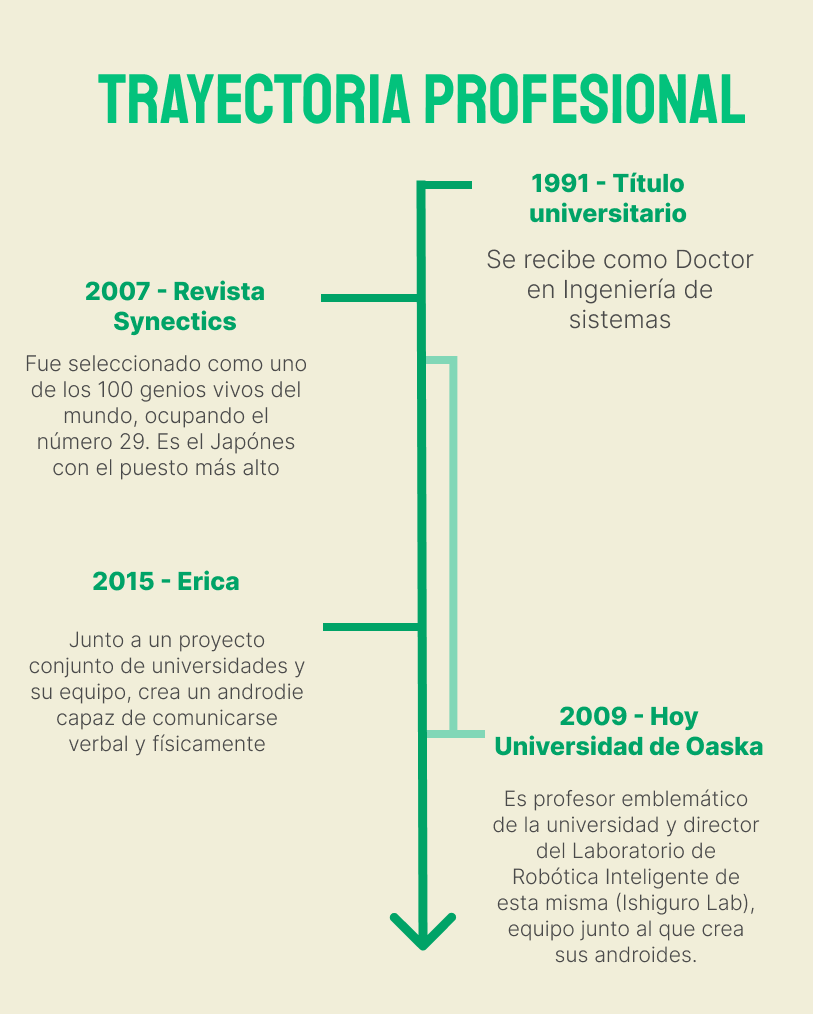 TRAYECTORIA PROFESIONAL
1991 - Título
universitario
Se recibe como Doctor
en Ingeniería de
sistemas
2007 - Revista
Synectics
Fue seleccionado como uno
de los 100 genios vivos del
mundo, ocupando el
número 29. Es el Japónes
con el puesto más alto
2015 - Erica
Junto a un proyecto
conjunto de universidades y
su equipo, crea un androdie
capaz de comunicarse
verbal y físicamente
2009 - Hoy
Universidad de Oaska
Es profesor emblemático
de la universidad y director
del Laboratorio de
Robótica Inteligente de
esta misma (Ishiguro Lab),
equipo junto al que crea
sus androides.